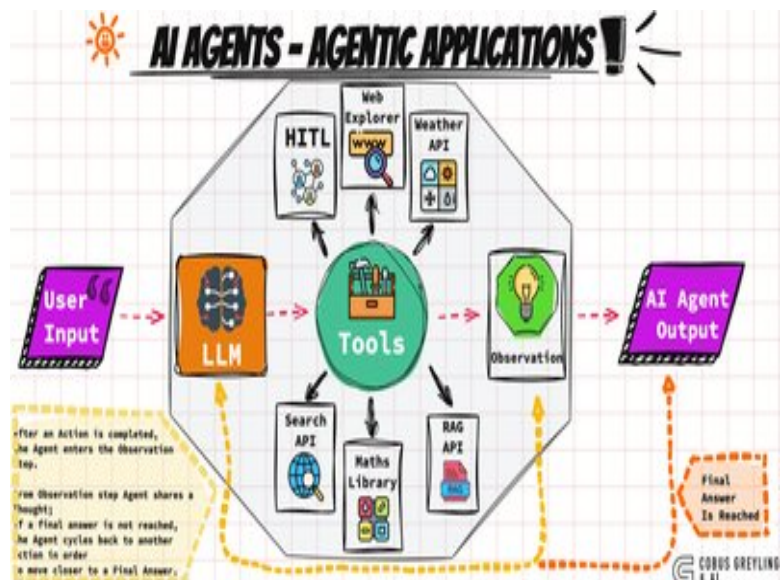 AI AGENTS - AGENTIC APPLICATIONS!
HITL
Web
Explorer
WWW
Weather
API
User
Input
LLM
Tools
Observation
AI Agent
Output
Search
API
Maths
Library
RAG
API
RAG
fter an Action is completed,
he Agent enters the Observation
top.
rom Observation step Agent shares a
hought;
f a final answer is not reached,
he Agent cycles back to another
ction in order
o move closer to a Final Answer.
Final
Answer
Is Reached
COBUS GREYLING
& AI